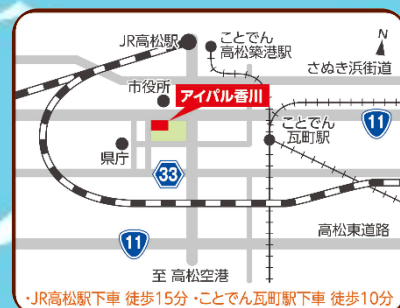 JR高松駅
ことでん
高松築港駅
N
さぬき浜街道
市役所
アイパル香川
ことでん
瓦町駅
11
県庁
33
高松東道路
11
至 高松空港
・JR高松駅下車 徒歩15分 ・ことでん瓦町駅下車 徒歩10分